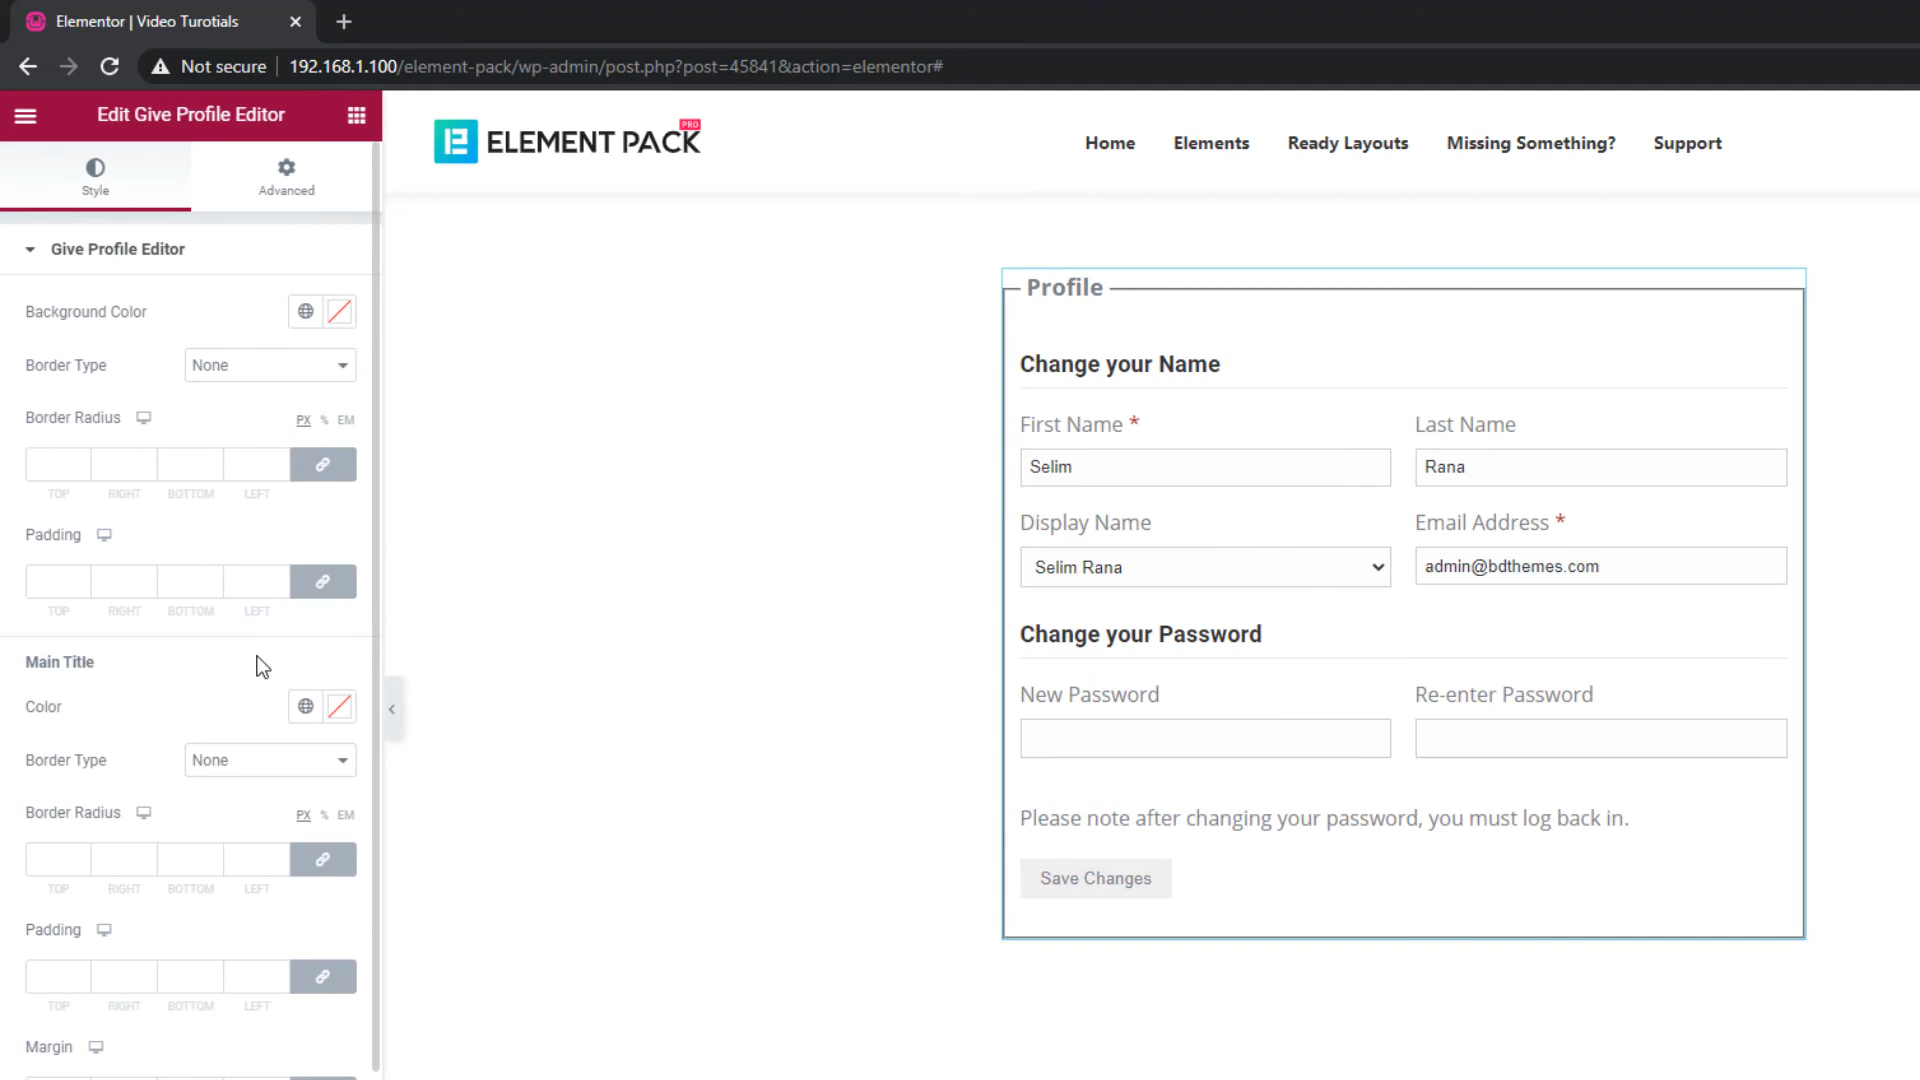 Elementor | Video Turotials
Not secure
192.168.1.100/element-pack/wp-admin/post.php?post=45841&action=elementor#
Edit Give Profile Editor
Style
Advanced
Give Profile Editor
Background Color
Border Type
None
Border Radius
PX % EM
TOP RIGHT BOTTOM LEFT
Padding
TOP RIGHT BOTTOM LEFT
Main Title
Color
Border Type
None
Border Radius
PX % EM
TOP RIGHT BOTTOM LEFT
Padding
TOP RIGHT BOTTOM LEFT
Margin
ELEMENT PACK
PRO
Home
Elements
Ready Layouts
Missing Something?
Support
Profile
Change your Name
First Name *
Last Name
Selim
Rana
Display Name
Email Address *
Selim Rana
admin@bdthemes.com
Change your Password
New Password
Re-enter Password
Please note after changing your password, you must log back in.
Save Changes